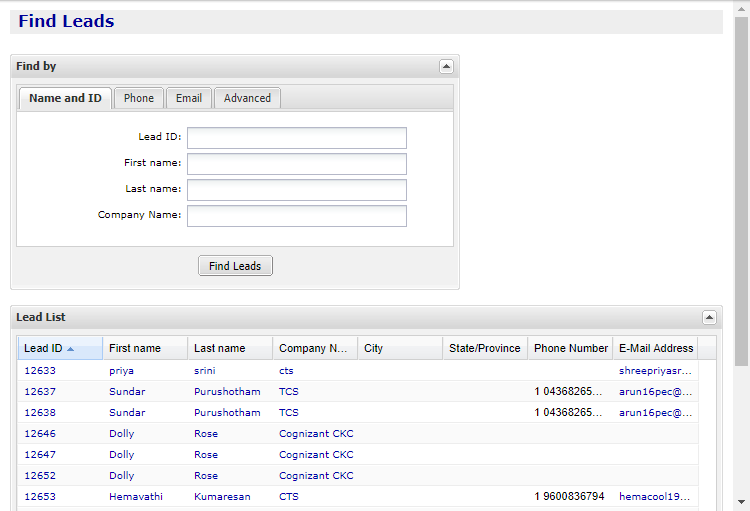 Find Leads
Find by
Name and ID Phone Email Advanced
Lead ID:
First name:
Last name:
Company Name:
Find Leads
Lead List
Lead ID First name Last name Company N... City State/Province Phone Number E-Mail Address
12633 priya srini cts shreepriyasr...
12637 Sundar Purushotham TCS 1 04368265... arun16pec@...
12638 Sundar Purushotham TCS 1 04368265... arun16pec@...
12646 Dolly Rose Cognizant CKC
12647 Dolly Rose Cognizant CKC
12652 Dolly Rose Cognizant CKC
12653 Hemavathi Kumaresan CTS 1 9600836794 hemacool19...